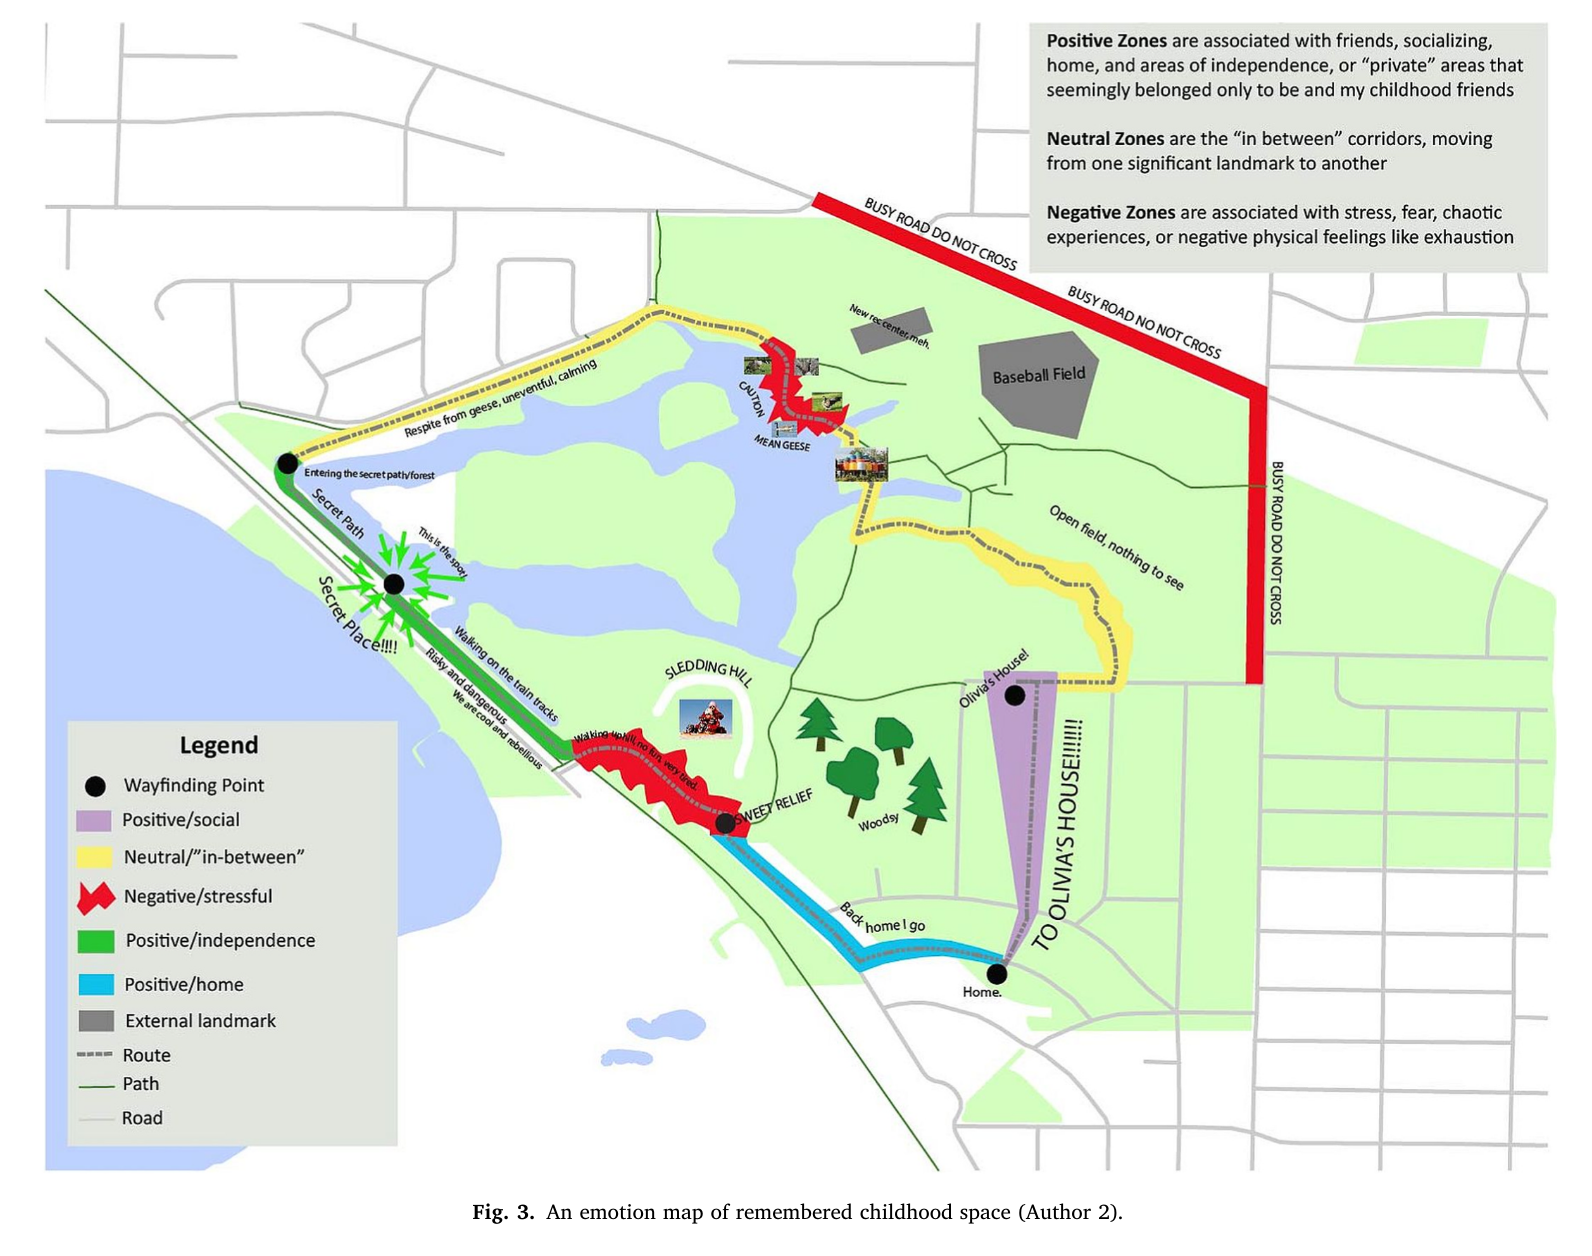 Positive Zones are associated with friends, socializing,
home, and areas of independence, or “private” areas that
seemingly belonged only to be and my childhood friends
Neutral Zones are the “in between” corridors, moving
from one significant landmark to another
Negative Zones are associated with stress, fear, chaotic
experiences, or negative physical feelings like exhaustion
BUSY ROAD DO NOT CROSS
BUSY ROAD NO NOT CROSS
BUSY ROAD DO NOT CROSS
New rec center, meh.
Baseball Field
CAUTION
MEAN GEESE
Respite from geese, uneventful, calming
Entering the secret path/forest
Secret Path
This is the spot
Secret Place!!!!
Open field, nothing to see
Walking on the train tracks
Risky and dangerous
We are cool and rebellious
SLEDDING HILL
Olivia's House!
Walking uphill, no fun, very tired.
SWEET RELIEF
Woodsy
TO OLIVIA'S HOUSE!!!!!!!
Back home I go
Home.
Legend
Wayfinding Point
Positive/social
Neutral/”in-between”
Negative/stressful
Positive/independence
Positive/home
External landmark
Route
Path
Road
Fig. 3. An emotion map of remembered childhood space (Author 2).